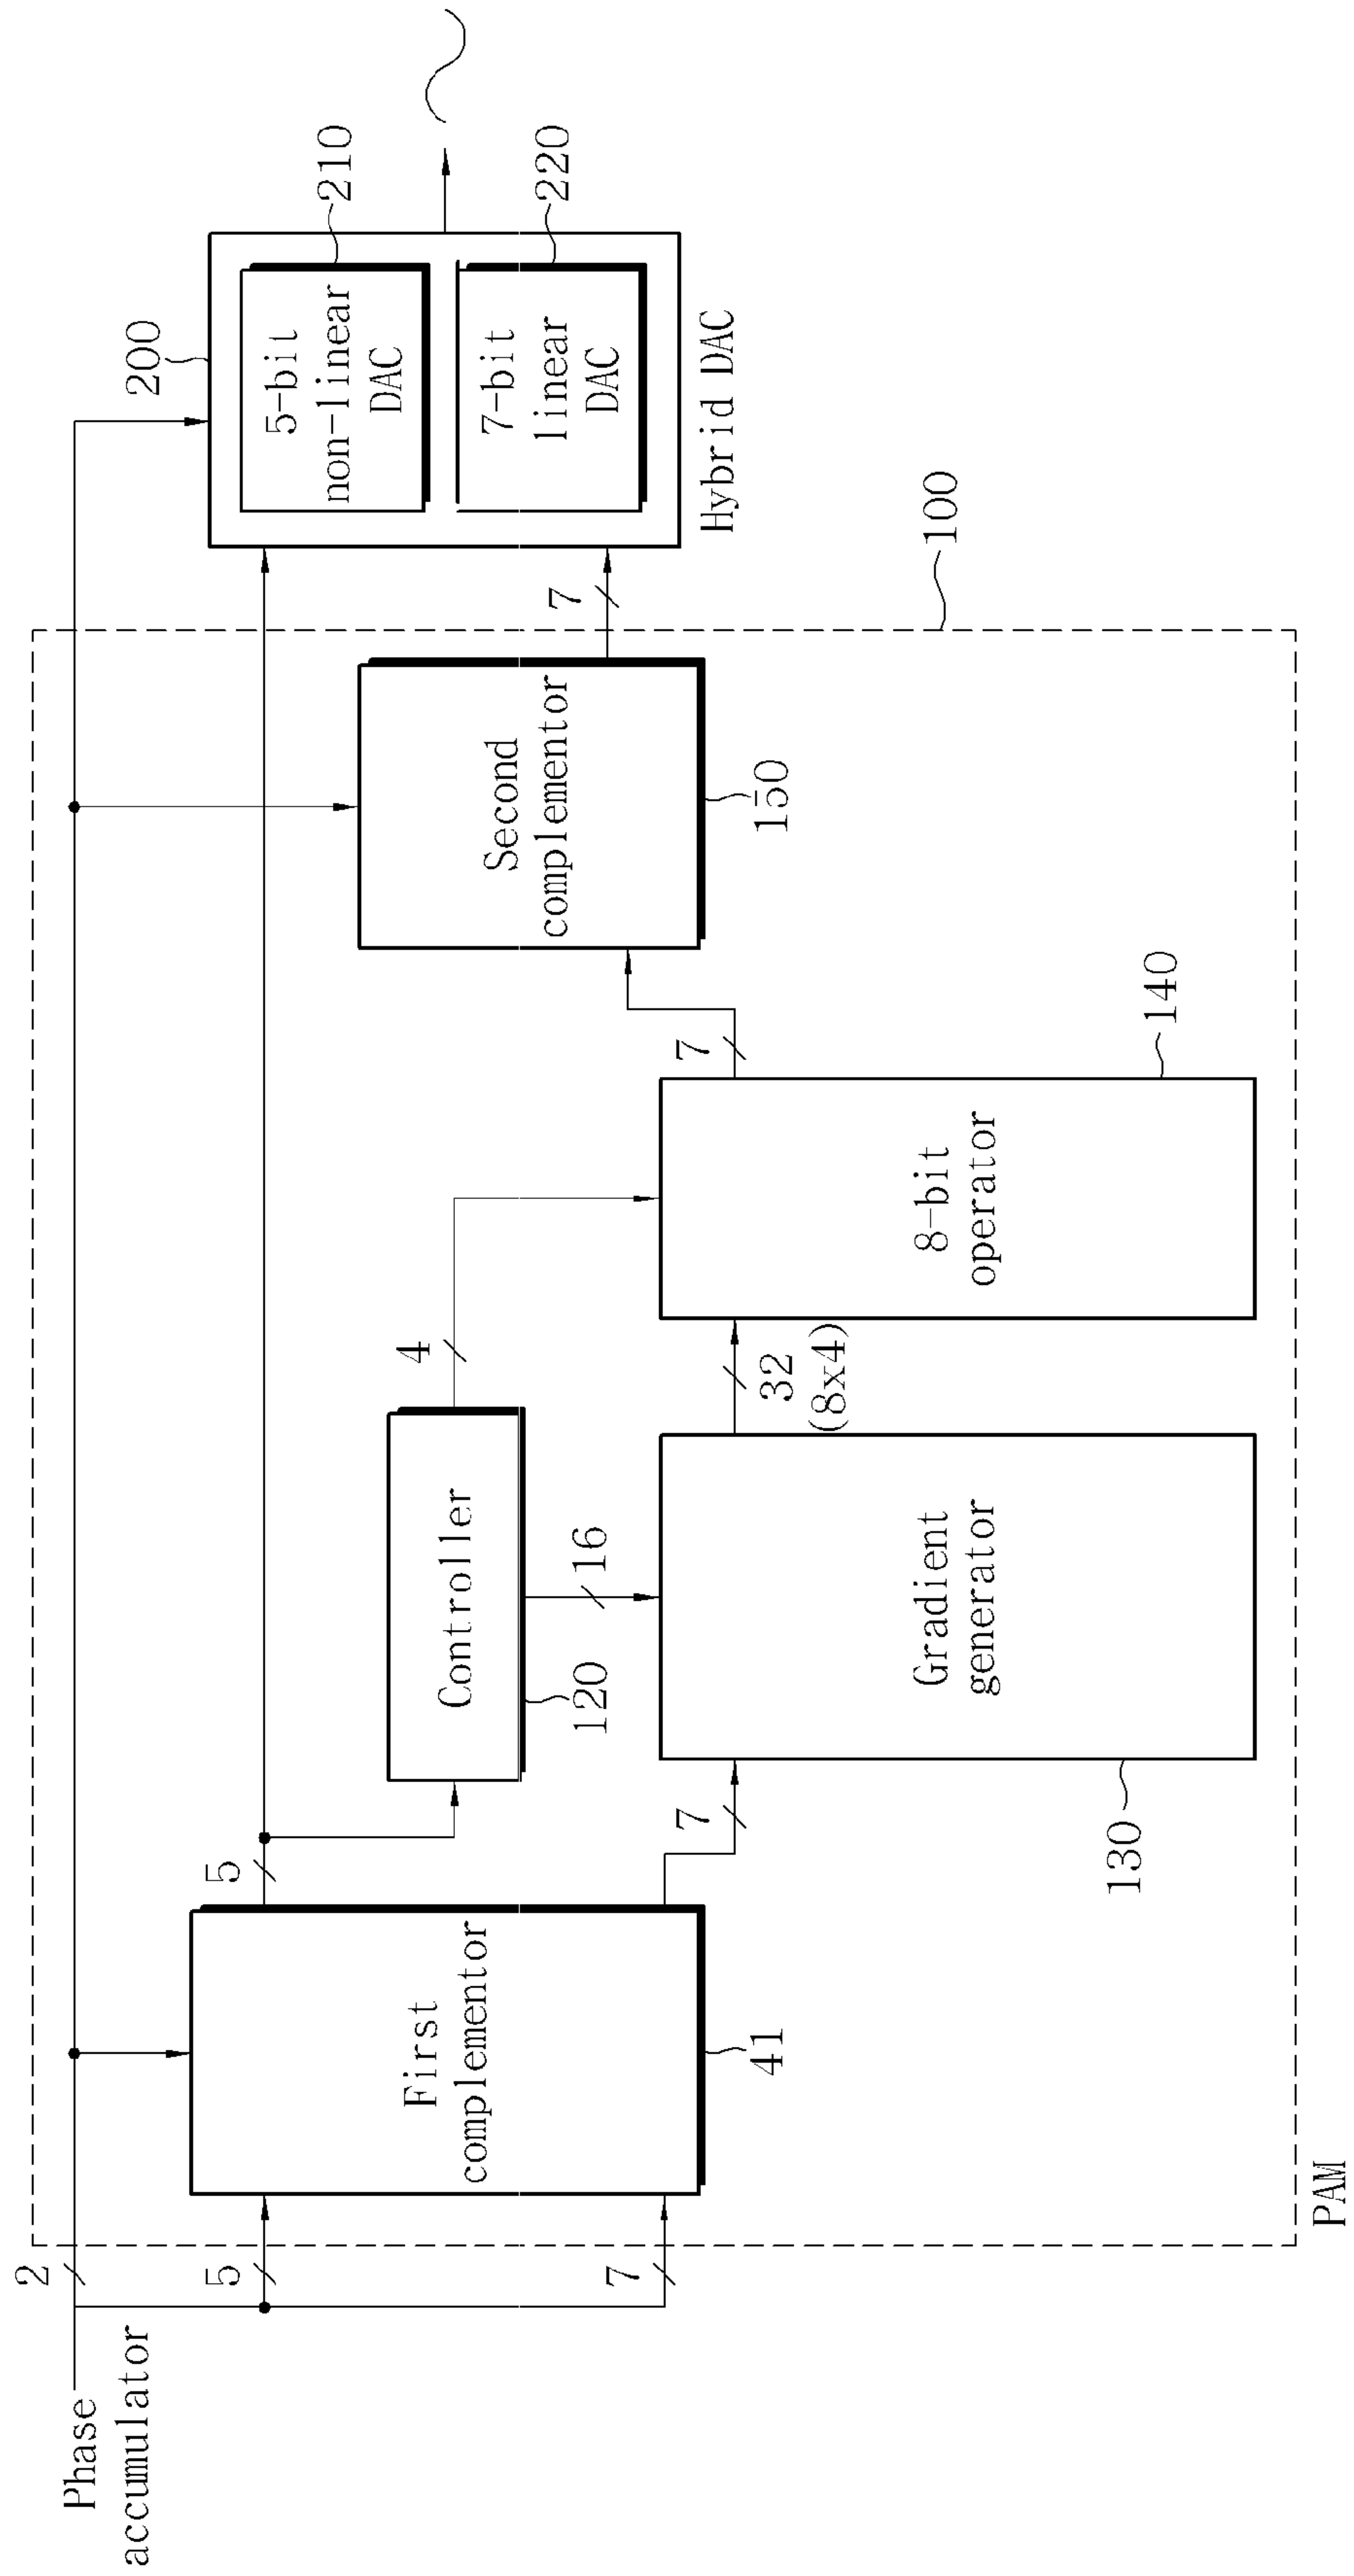 Phase
accumulator
2
5
7
First
complementor
41
5
7
Controller
120
16
4
Gradient
generator
130
32
(8x4)
8-bit
operator
140
7
Second
complementor
150
7
200
5-bit
non-linear
DAC
210
7-bit
linear
DAC
220
Hybrid DAC
100
PAM